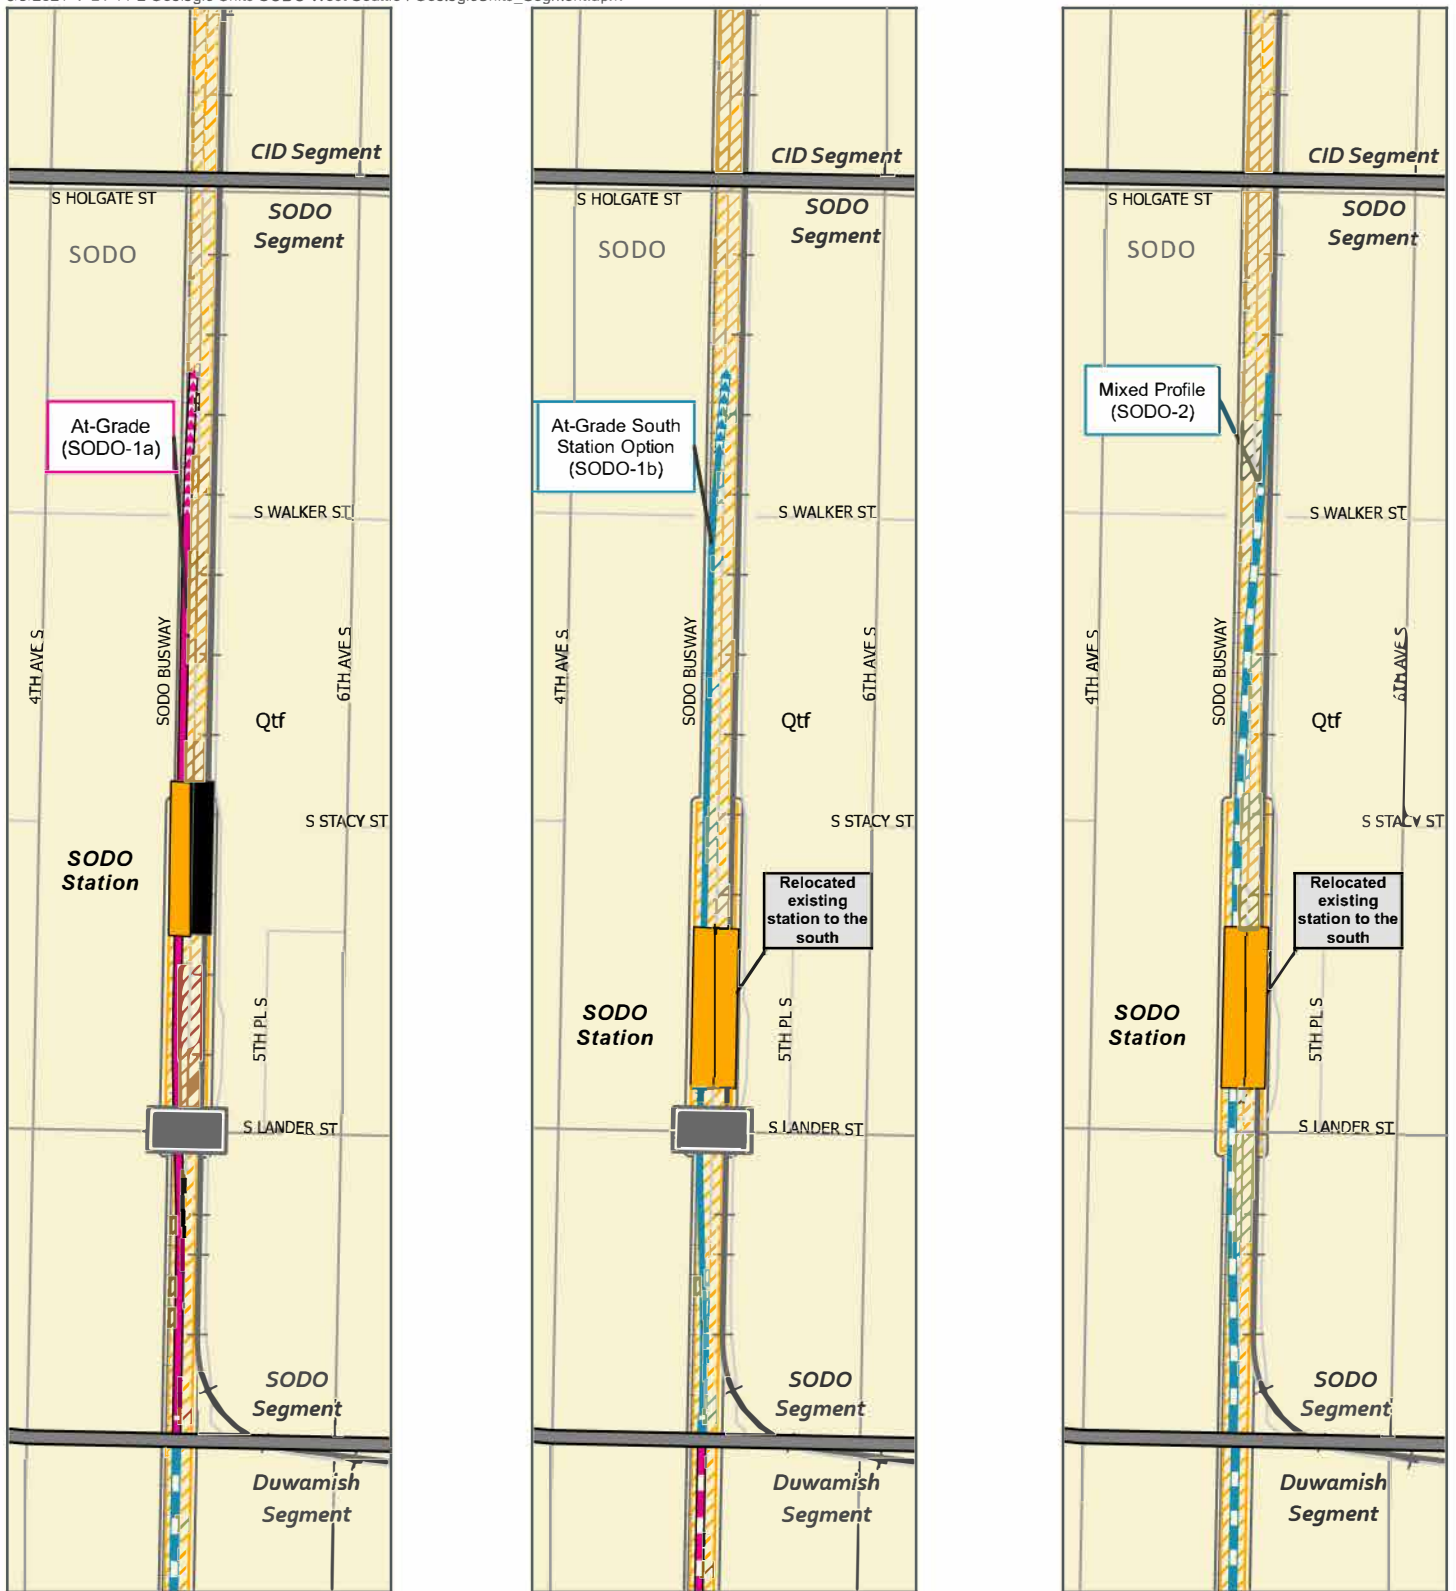 CID Segment
S HOLGATE ST
SODO
Segment
SODO
At-Grade
(SODO-1a)
S WALKER ST
4TH AVE S
SODO BUSWAY
6TH AVE S
Qtf
S STACY ST
SODO
Station
5TH PL S
S LANDER ST
SODO
Segment
Duwamish
Segment
CID Segment
S HOLGATE ST
SODO
Segment
SODO
At-Grade South
Station Option
(SODO-1b)
S WALKER ST
4TH AVE S
SODO BUSWAY
6TH AVE S
Qtf
S STACY ST
Relocated
existing
station to the
south
SODO
Station
5TH PL S
S LANDER ST
SODO
Segment
Duwamish
Segment
CID Segment
S HOLGATE ST
SODO
Segment
SODO
Mixed Profile
(SODO-2)
S WALKER ST
4TH AVE S
SODO BUSWAY
6TH AVE S
Qtf
S STACY ST
Relocated
existing
station to the
south
SODO
Station
5TH PL S
S LANDER ST
SODO
Segment
Duwamish
Segment